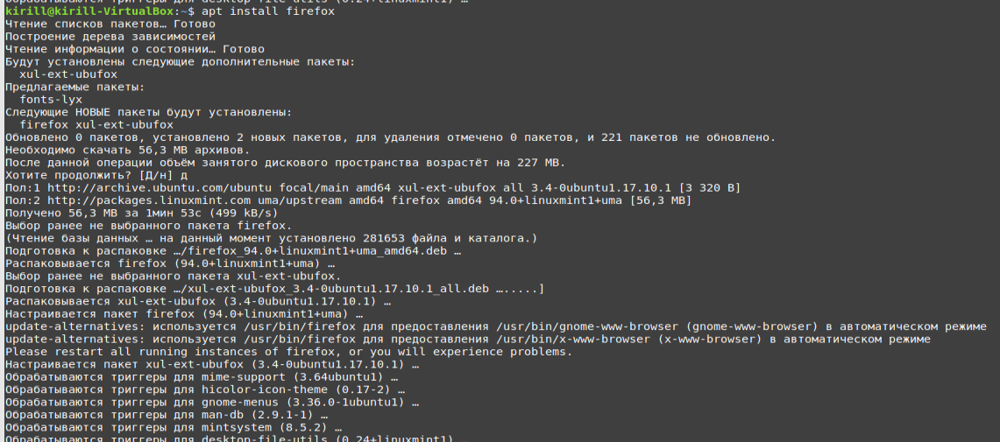 Обрабатываются триггеры для desktop-file-utils (0.24+linuxmint1) …
kirill@kirill-VirtualBox:~$ apt install firefox
Чтение списков пакетов… Готово
Построение дерева зависимостей
Чтение информации о состоянии… Готово
Будут установлены следующие дополнительные пакеты:
  xul-ext-ubufox
Предлагаемые пакеты:
  fonts-lyx
Следующие НОВЫЕ пакеты будут установлены:
  firefox xul-ext-ubufox
Обновлено 0 пакетов, установлено 2 новых пакетов, для удаления отмечено 0 пакетов, и 221 пакетов не обновлено.
Необходимо скачать 56,3 MB архивов.
После данной операции объём занятого дискового пространства возрастёт на 227 MB.
Хотите продолжить? [Д/н] д
Пол:1 http://archive.ubuntu.com/ubuntu focal/main amd64 xul-ext-ubufox all 3.4-0ubuntu1.17.10.1 [3 320 B]
Пол:2 http://packages.linuxmint.com uma/upstream amd64 firefox amd64 94.0+linuxmint1+uma [56,3 MB]
Получено 56,3 MB за 1мин 53с (499 kB/s)
Выбор ранее не выбранного пакета firefox.
(Чтение базы данных … на данный момент установлено 281653 файла и каталога.)
Подготовка к распаковке …/firefox_94.0+linuxmint1+uma_amd64.deb …
Распаковывается firefox (94.0+linuxmint1+uma) …
Выбор ранее не выбранного пакета xul-ext-ubufox.
Подготовка к распаковке …/xul-ext-ubufox_3.4-0ubuntu1.17.10.1_all.deb ….....]
Распаковывается xul-ext-ubufox (3.4-0ubuntu1.17.10.1) …
Настраивается пакет firefox (94.0+linuxmint1+uma) …
update-alternatives: используется /usr/bin/firefox для предоставления /usr/bin/gnome-www-browser (gnome-www-browser) в автоматическом режиме
update-alternatives: используется /usr/bin/firefox для предоставления /usr/bin/x-www-browser (x-www-browser) в автоматическом режиме
Please restart all running instances of firefox, or you will experience problems.
Настраивается пакет xul-ext-ubufox (3.4-0ubuntu1.17.10.1) …
Обрабатываются триггеры для mime-support (3.64ubuntu1) …
Обрабатываются триггеры для hicolor-icon-theme (0.17-2) …
Обрабатываются триггеры для gnome-menus (3.36.0-1ubuntu1) …
Обрабатываются триггеры для man-db (2.9.1-1) …
Обрабатываются триггеры для mintsystem (8.5.2) …
Обрабатываются триггеры для desktop-file-utils (0.24+linuxmint1) …